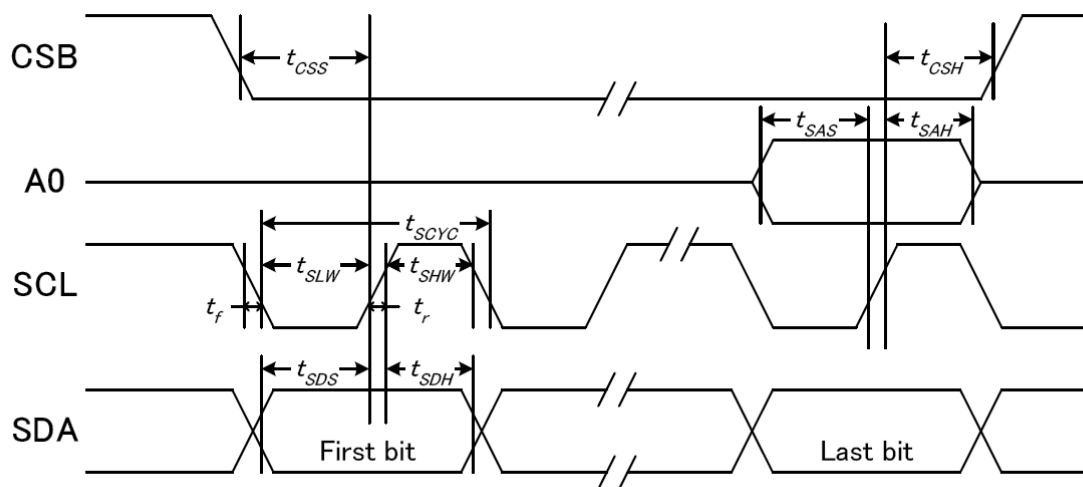 CSB
tCSS
tCSH
A0
tSAS
tSAH
SCL
tSCYC
tSLW
tSHW
tf
tr
SDA
tSDS
tSDH
First bit
Last bit